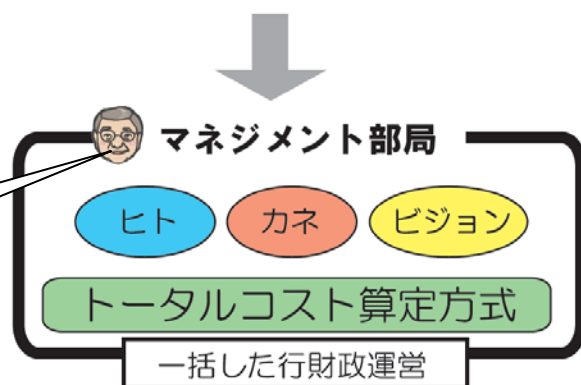 マネジメント部局
ヒト カネ ビジョン
トータルコスト算定方式
一括した行財政運営